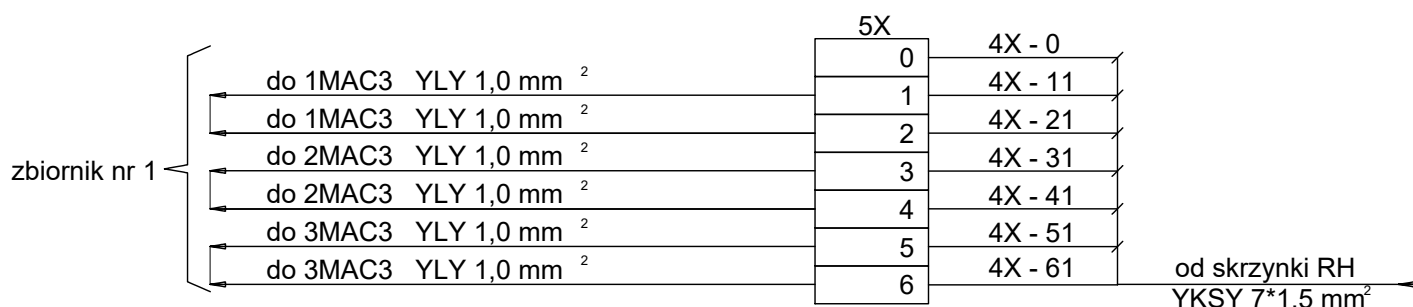 5X
0 4X - 0
do 1MAC3 YLY 1,0 mm 2 1 4X - 11
do 1MAC3 YLY 1,0 mm 2 2 4X - 21
do 2MAC3 YLY 1,0 mm 2 3 4X - 31
zbiornik nr 1
do 2MAC3 YLY 1,0 mm 2 4 4X - 41
do 3MAC3 YLY 1,0 mm 2 5 4X - 51
do 3MAC3 YLY 1,0 mm 2 6 4X - 61
od skrzynki RH
YKSY 7*1,5 mm2